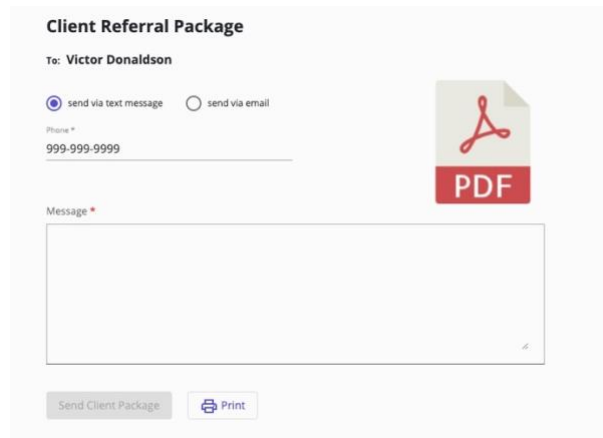 Client Referral Package
To: Victor Donaldson
send via text message send via email
Phone *
999-999-9999
PDF
Message *
Send Client Package Print